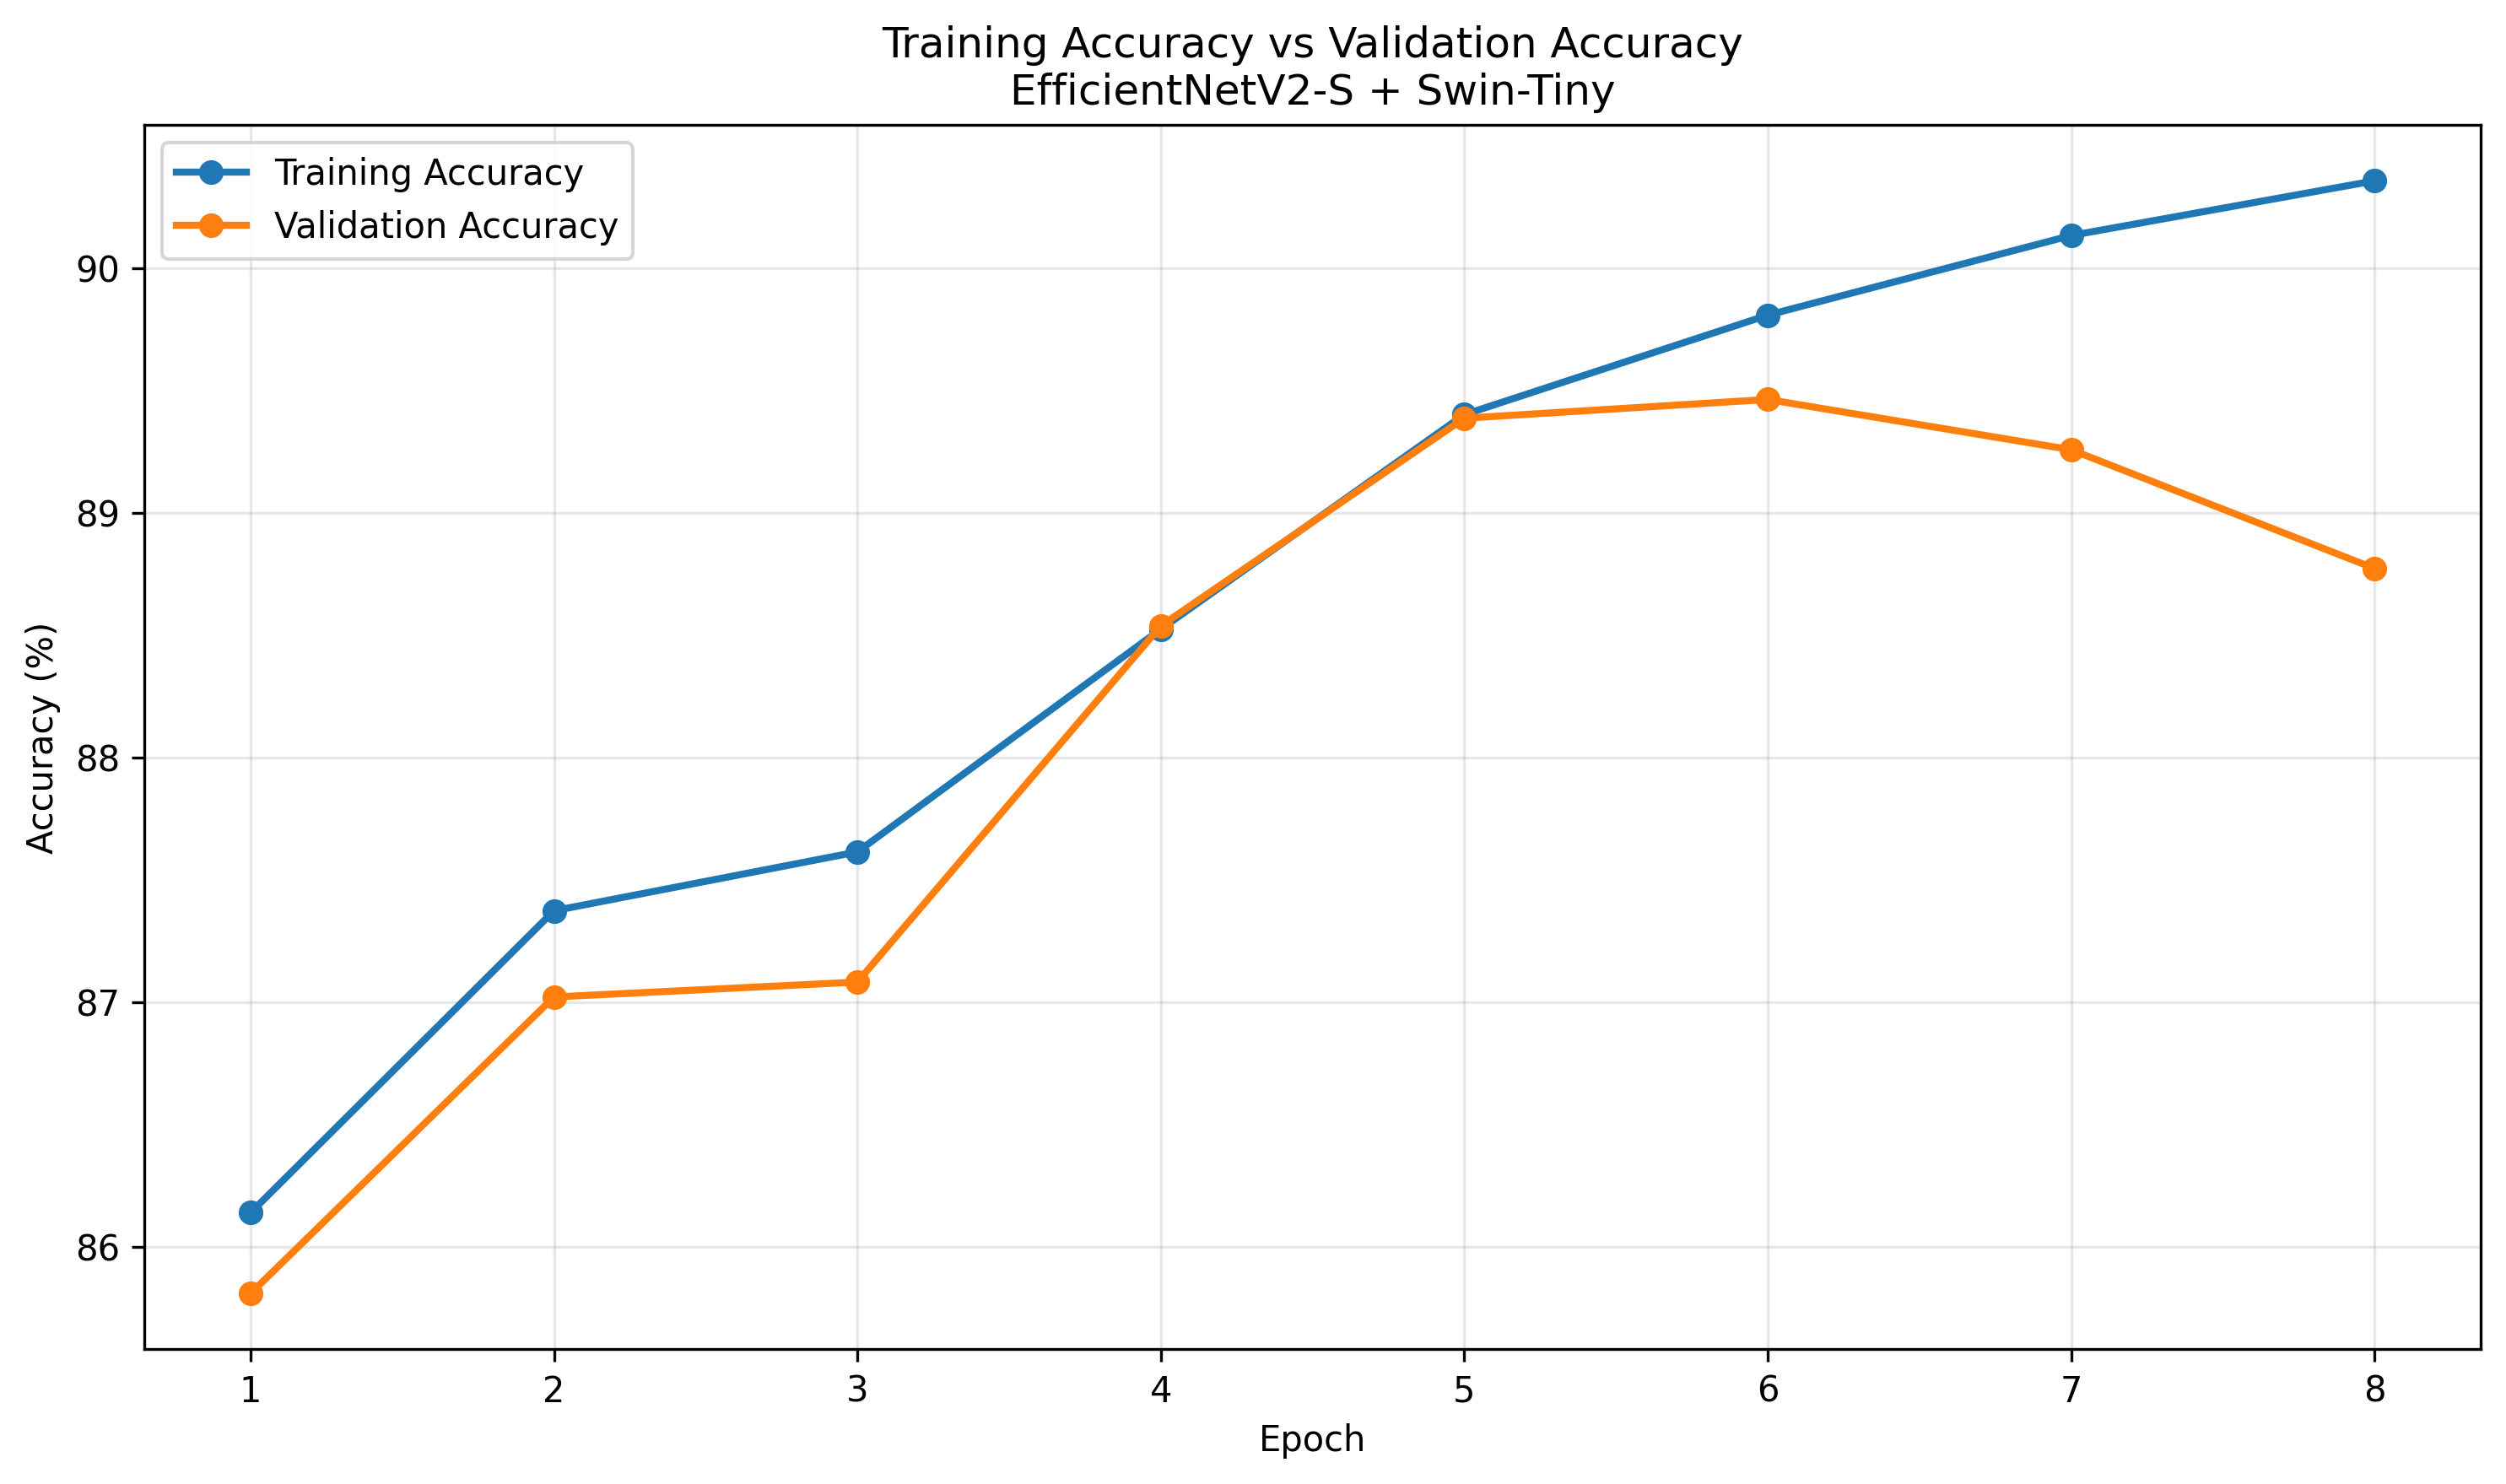 Training Accuracy vs Validation Accuracy
EfficientNetV2-S + Swin-Tiny
Training Accuracy
Validation Accuracy
90
89
88
87
86
Accuracy (%)
1 2 3 4 5 6 7 8
Epoch